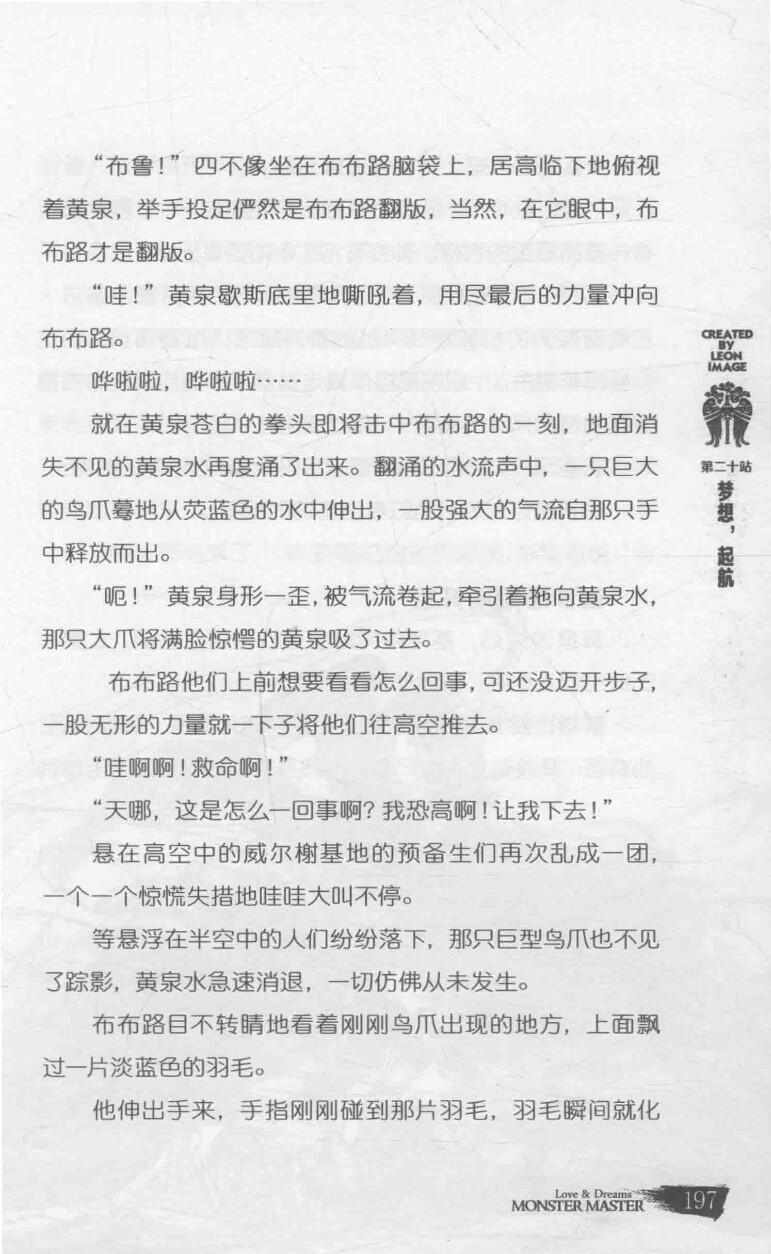 “布鲁！”四不像坐在布布路脑袋上，居高临下地俯视
着黄泉，举手投足俨然是布布路翻版，当然，在它眼中，布
布路才是翻版。
“哇！”黄泉歇斯底里地嘶吼着，用尽最后的力量冲向
布布路。
哗啦啦，哗啦啦……
就在黄泉苍白的拳头即将击中布布路的一刻，地面消
失不见的黄泉水再度涌了出来。翻涌的水流声中，一只巨大
的鸟爪蓦地从荧蓝色的水中伸出，一股强大的气流自那只手
中释放而出。
“呃！”黄泉身形一歪，被气流卷起，牵引着拖向黄泉水，
那只大爪将满脸惊愕的黄泉吸了过去。
布布路他们上前想要看看怎么回事，可还没迈开步子，
一股无形的力量就一下子将他们往高空推去。
“哇啊啊！救命啊！”
“天哪，这是怎么一回事啊？我恐高啊！让我下去！”
悬在高空中的威尔榭基地的预备生们再次乱成一团，
一个一个惊慌失措地哇哇大叫不停。
等悬浮在半空中的人们纷纷落下，那只巨型鸟爪也不见
了踪影，黄泉水急速消退，一切仿佛从未发生。
布布路目不转睛地看着刚刚鸟爪出现的地方，上面飘
过一片淡蓝色的羽毛。
他伸出手来，手指刚刚碰到那片羽毛，羽毛瞬间就化
CREATED
BY
LEON
IMAGE
第二十站
梦想，起航
Love & Dreams
MONSTER MASTER 197